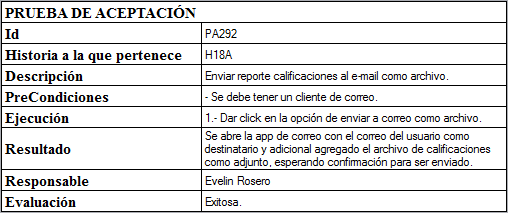 PRUEBA DE ACEPTACIÓN
Id PA292
Historia a la que pertenece H18A
Descripción Enviar reporte calificaciones al e-mail como archivo.
PreCondiciones - Se debe tener un cliente de correo.
Ejecución 1.- Dar click en la opción de enviar a correo como archivo.
Resultado Se abre la app de correo con el correo del usuario como
destinatario y adicional agregado el archivo de calificaciones
como adjunto, esperando confirmación para ser enviado.
Responsable Evelin Rosero
Evaluación Exitosa.